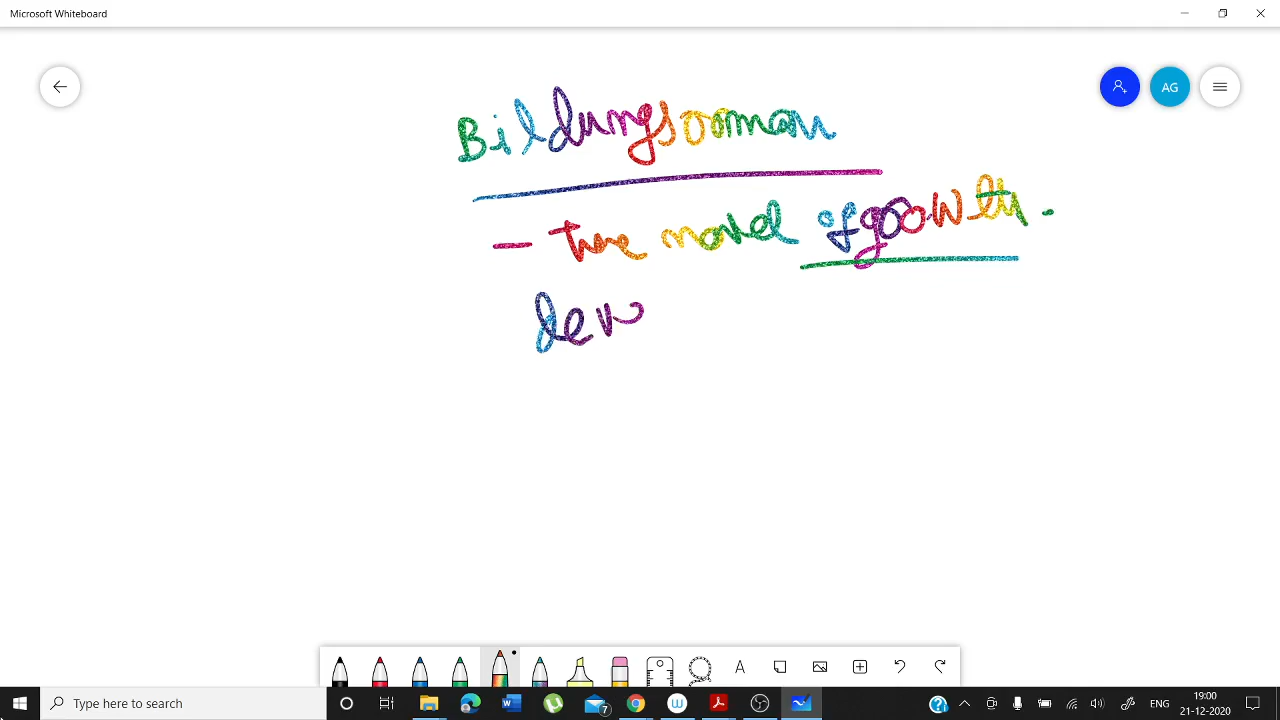 Microsoft Whiteboard
AG
Bildungsroman
- The novel of growth.
dev
A
Type here to search
7
ENG
19:00
21-12-2020